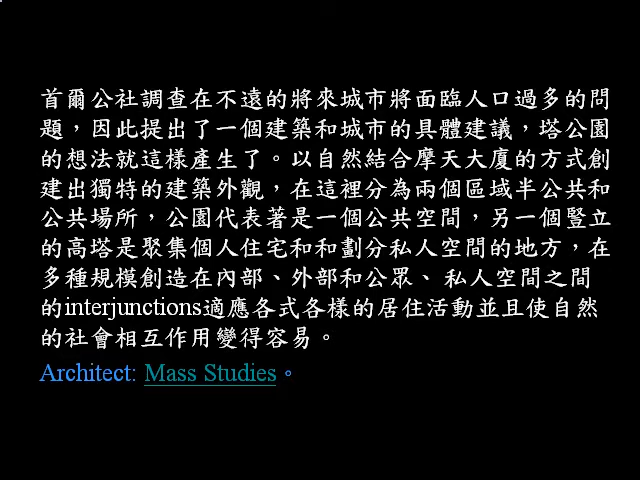 首爾公社調查在不遠的將來城市將面臨人口過多的問
題，因此提出了一個建築和城市的具體建議，塔公園
的想法就這樣產生了。以自然結合摩天大廈的方式創
建出獨特的建築外觀，在這裡分為兩個區域半公共和
公共場所，公園代表著是一個公共空間，另一個豎立
的高塔是聚集個人住宅和和劃分私人空間的地方，在
多種規模創造在內部、外部和公眾、 私人空間之間
的interjunctions適應各式各樣的居住活動並且使自然
的社會相互作用變得容易。
Architect: Mass Studies。